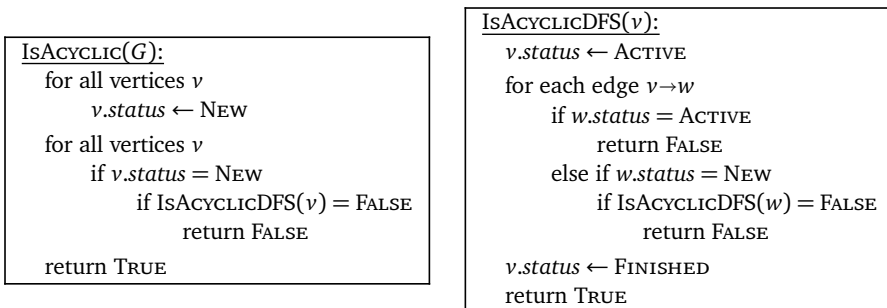 IsAcyclic(G):
for all vertices v
v.status ← New
for all vertices v
if v.status = New
if IsAcyclicDFS(v) = False
return False
return True
IsAcyclicDFS(v):
v.status ← Active
for each edge v→w
if w.status = Active
return False
else if w.status = New
if IsAcyclicDFS(w) = False
return False
v.status ← Finished
return True